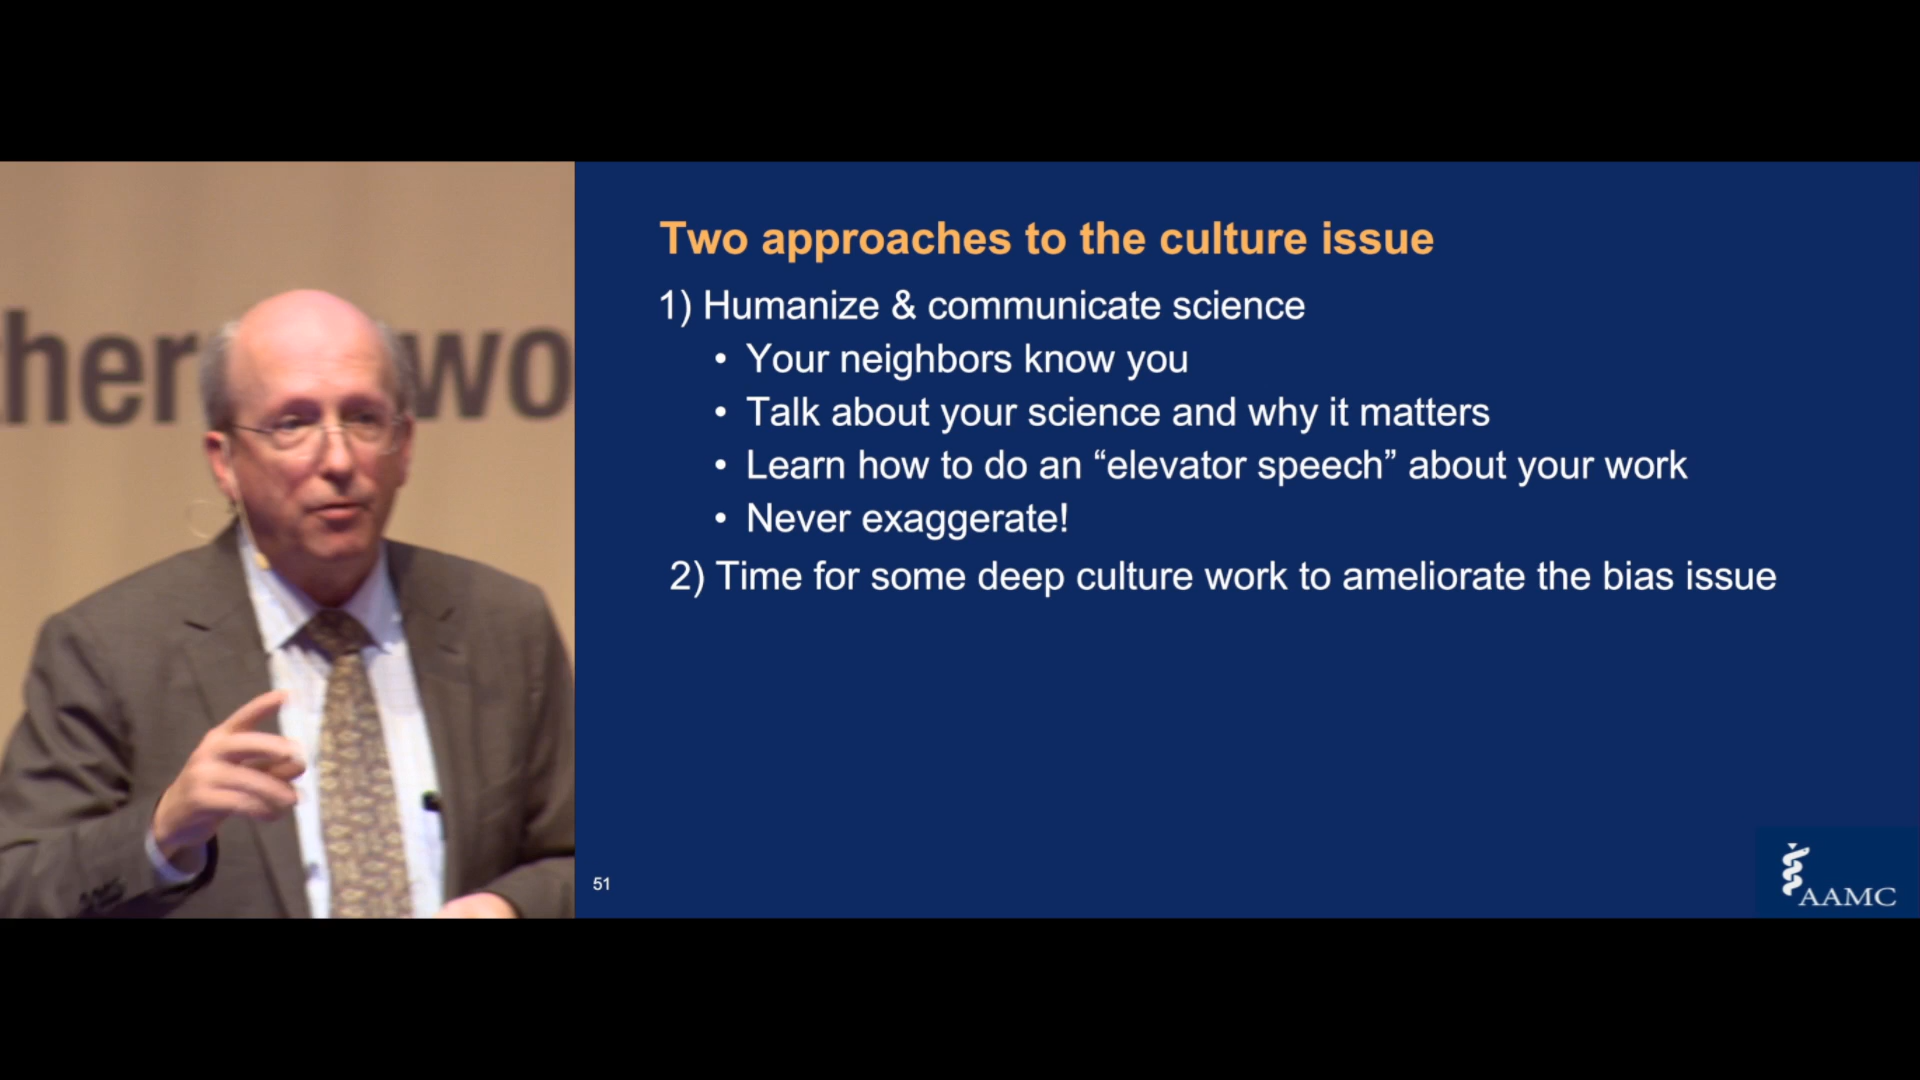 her wo
Two approaches to the culture issue
1) Humanize & communicate science
• Your neighbors know you
• Talk about your science and why it matters
• Learn how to do an “elevator speech” about your work
• Never exaggerate!
2) Time for some deep culture work to ameliorate the bias issue
51
AAMC